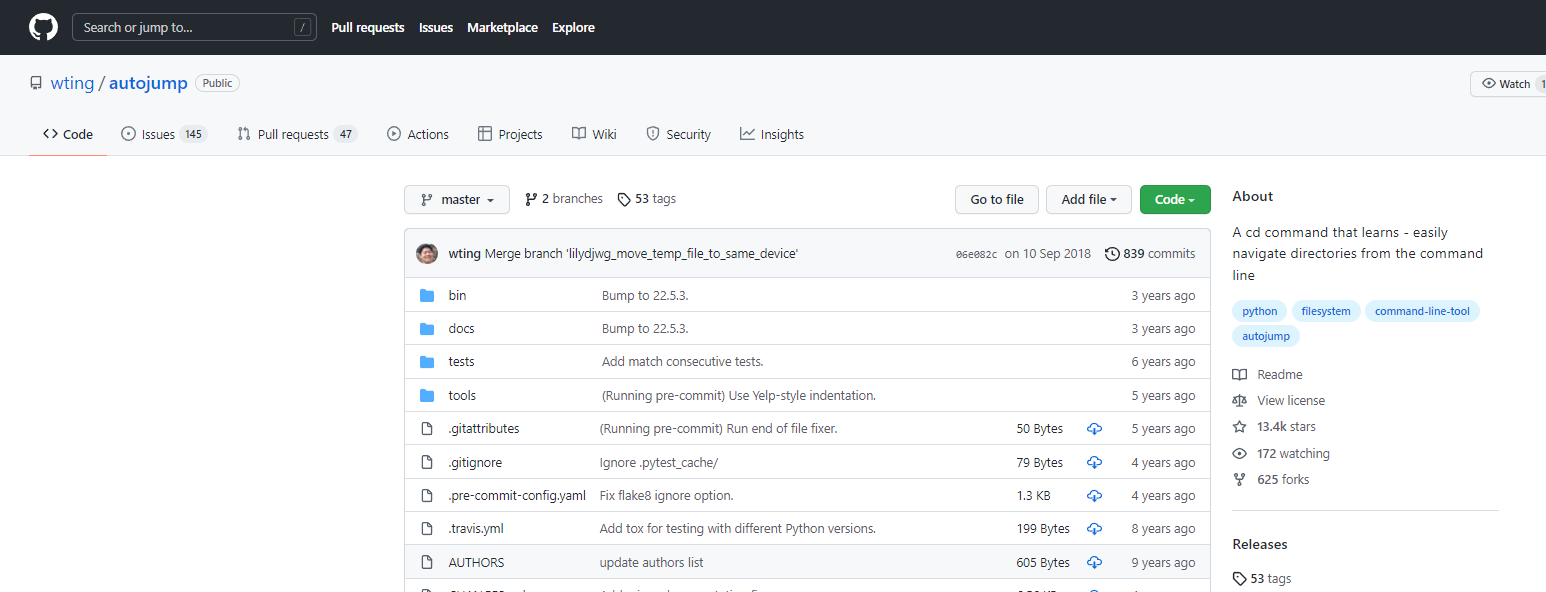 Search or jump to... /
Pull requests Issues Marketplace Explore
wting / autojump Public
Watch
Code Issues 145 Pull requests 47 Actions Projects Wiki Security Insights
master 2 branches 53 tags Go to file Add file Code
wting Merge branch 'lilydjwg_move_temp_file_to_same_device' 06e082c on 10 Sep 2018 839 commits
bin Bump to 22.5.3. 3 years ago
docs Bump to 22.5.3. 3 years ago
tests Add match consecutive tests. 6 years ago
tools (Running pre-commit) Use Yelp-style indentation. 5 years ago
.gitattributes (Running pre-commit) Run end of file fixer. 50 Bytes 5 years ago
.gitignore Ignore .pytest_cache/ 79 Bytes 4 years ago
.pre-commit-config.yaml Fix flake8 ignore option. 1.3 KB 4 years ago
.travis.yml Add tox for testing with different Python versions. 199 Bytes 8 years ago
AUTHORS update authors list 605 Bytes 9 years ago
About
A cd command that learns - easily
navigate directories from the command
line
python filesystem command-line-tool
autojump
Readme
View license
13.4k stars
172 watching
625 forks
Releases
53 tags